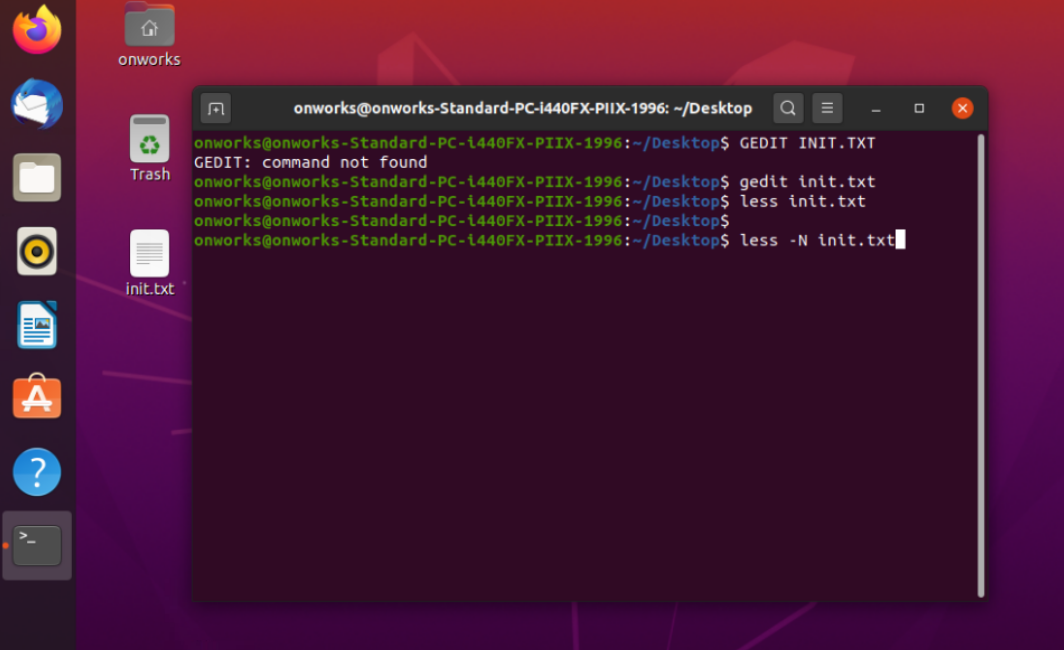 onworks
Trash
init.txt
onworks@onworks-Standard-PC-i440FX-PIIX-1996: ~/Desktop
onworks@onworks-Standard-PC-i440FX-PIIX-1996:~/Desktop$ GEDIT INIT.TXT
GEDIT: command not found
onworks@onworks-Standard-PC-i440FX-PIIX-1996:~/Desktop$ gedit init.txt
onworks@onworks-Standard-PC-i440FX-PIIX-1996:~/Desktop$ less init.txt
onworks@onworks-Standard-PC-i440FX-PIIX-1996:~/Desktop$
onworks@onworks-Standard-PC-i440FX-PIIX-1996:~/Desktop$ less -N init.txt